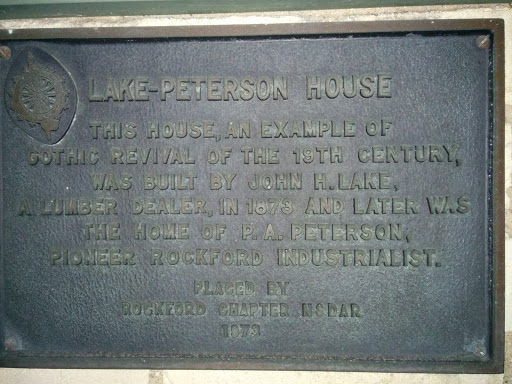 LAKE-PETERSON HOUSE
THIS HOUSE, AN EXAMPLE OF
GOTHIC REVIVAL OF THE 19TH CENTURY,
WAS BUILT BY JOHN H. LAKE,
A LUMBER DEALER, IN 1873 AND LATER WAS
THE HOME OF P. A. PETERSON,
PIONEER ROCKFORD INDUSTRIALIST.
PLACED BY
ROCKFORD CHAPTER NSDAR
1973